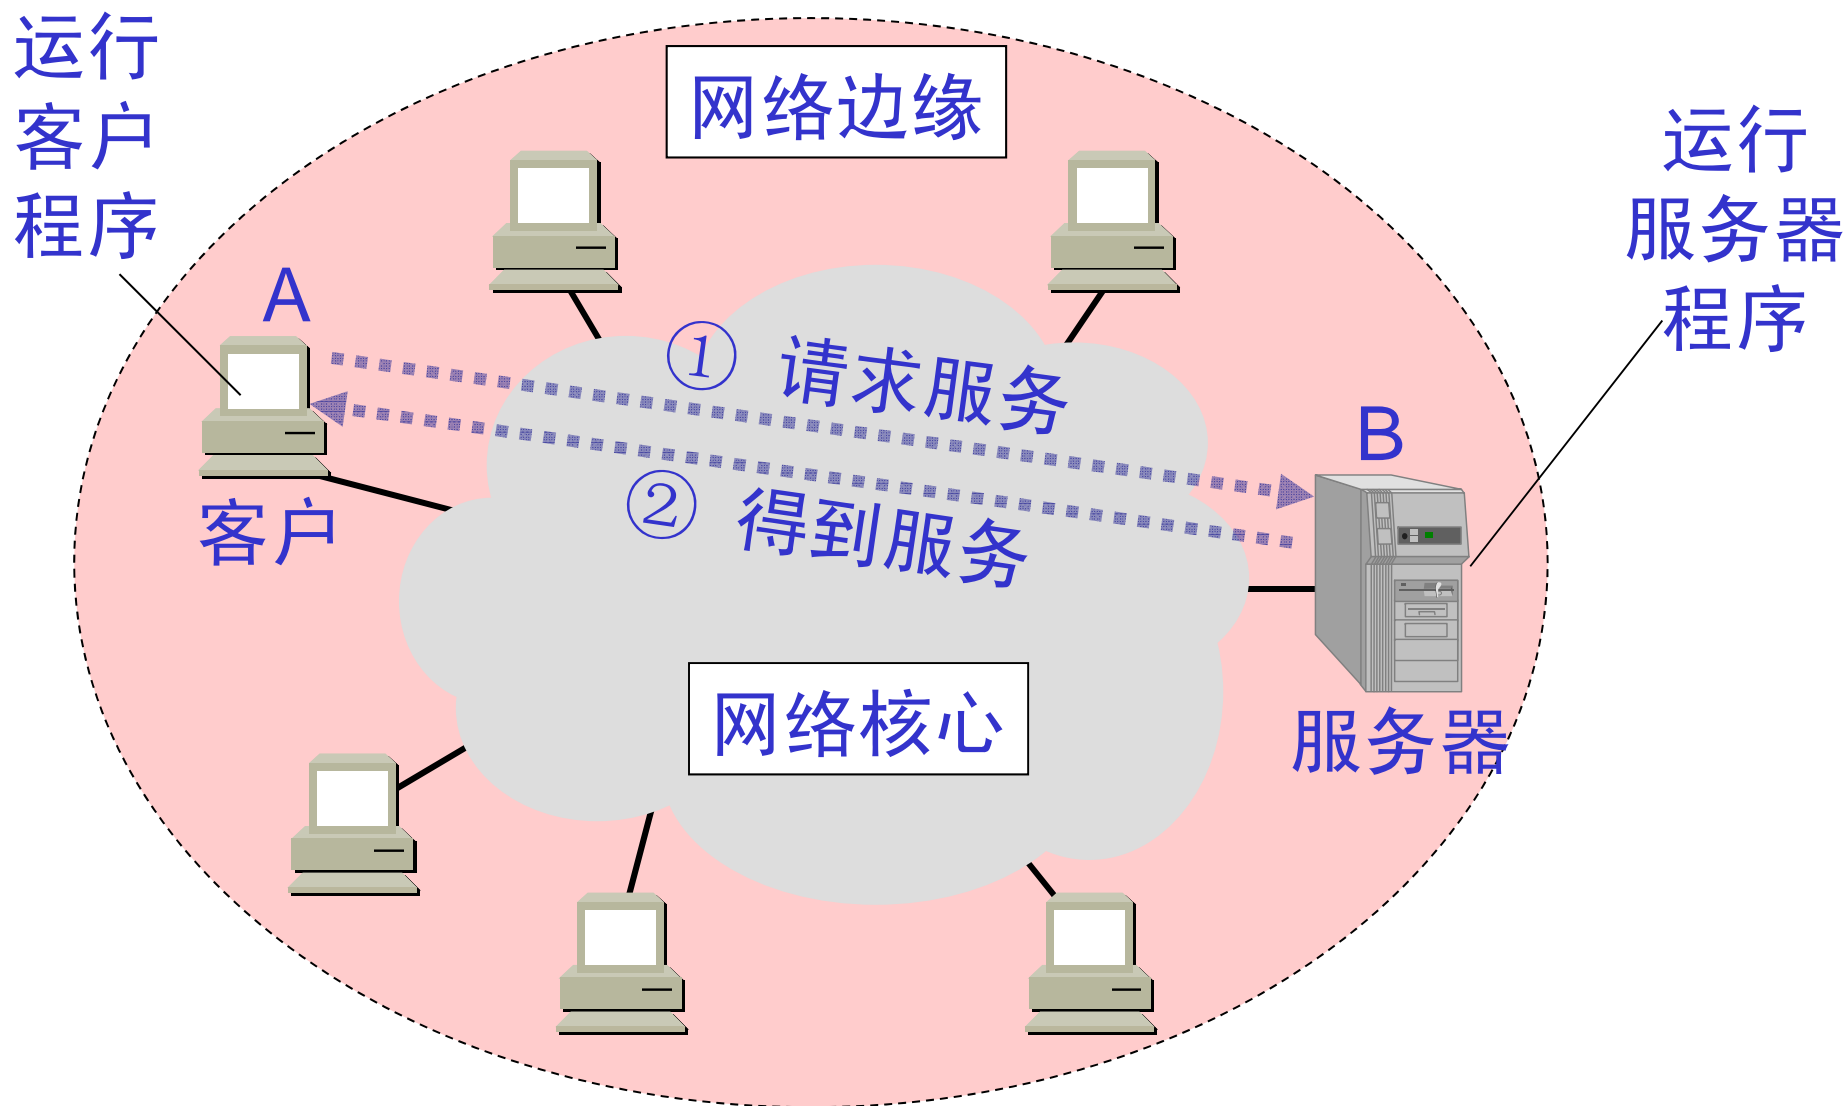 运行
客户
程序
网络边缘
运行
服务器
程序
A
① 请求服务
B
② 得到服务
客户
网络核心
服务器